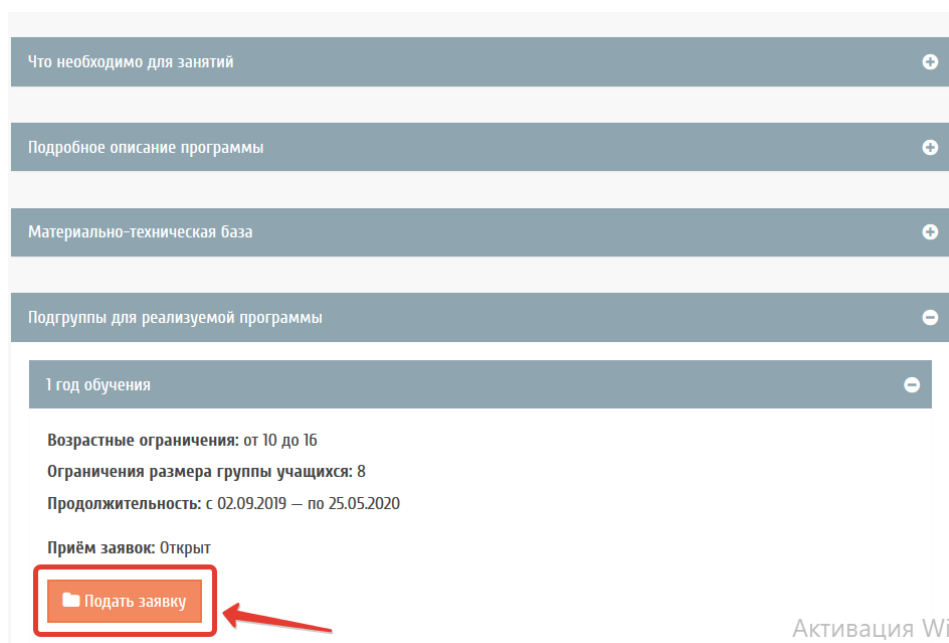 Что необходимо для занятий
Подробное описание программы
Материально-техническая база
Подгруппы для реализуемой программы
1 год обучения
Возрастные ограничения: от 10 до 16
Ограничения размера группы учащихся: 8
Продолжительность: с 02.09.2019 — по 25.05.2020
Приём заявок: Открыт
Подать заявку
Активация Wi